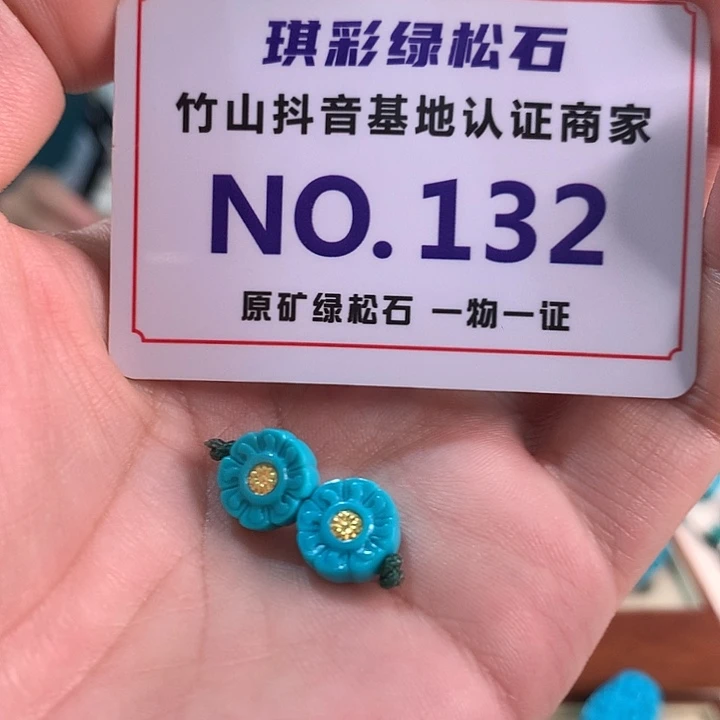 琪彩绿松石
竹山抖音基地认证商家
NO.132
原矿绿松石 一物一证